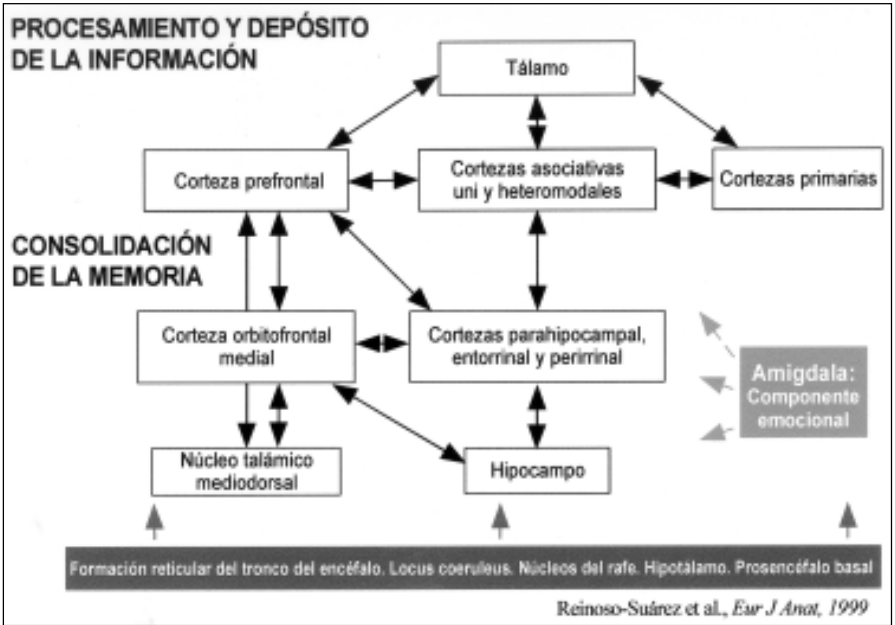 PROCESAMIENTO Y DEPÓSITO
DE LA INFORMACIÓN
Tálamo
Corteza prefrontal
Cortezas asociativas
uni y heteromodales
Cortezas primarias
CONSOLIDACIÓN
DE LA MEMORIA
Corteza orbitofrontal
medial
Cortezas parahipocampal,
entorrinal y perirrinal
Amigdala:
Componente
emocional
Núcleo talámico
mediodorsal
Hipocampo
Formación reticular del tronco del encéfalo. Locus coeruleus. Núcleos del rafe. Hipotálamo. Prosencéfalo basal
Reinoso-Suárez et al., Eur J Anat, 1999